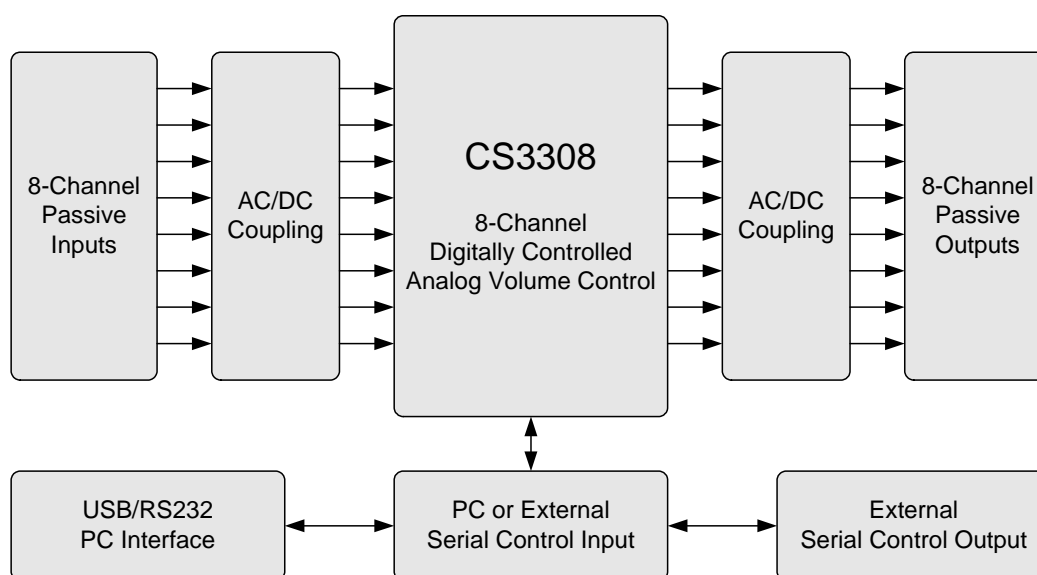 8-Channel
Passive
Inputs
AC/DC
Coupling
CS3308
8-Channel
Digitally Controlled
Analog Volume Control
AC/DC
Coupling
8-Channel
Passive
Outputs
USB/RS232
PC Interface
PC or External
Serial Control Input
External
Serial Control Output